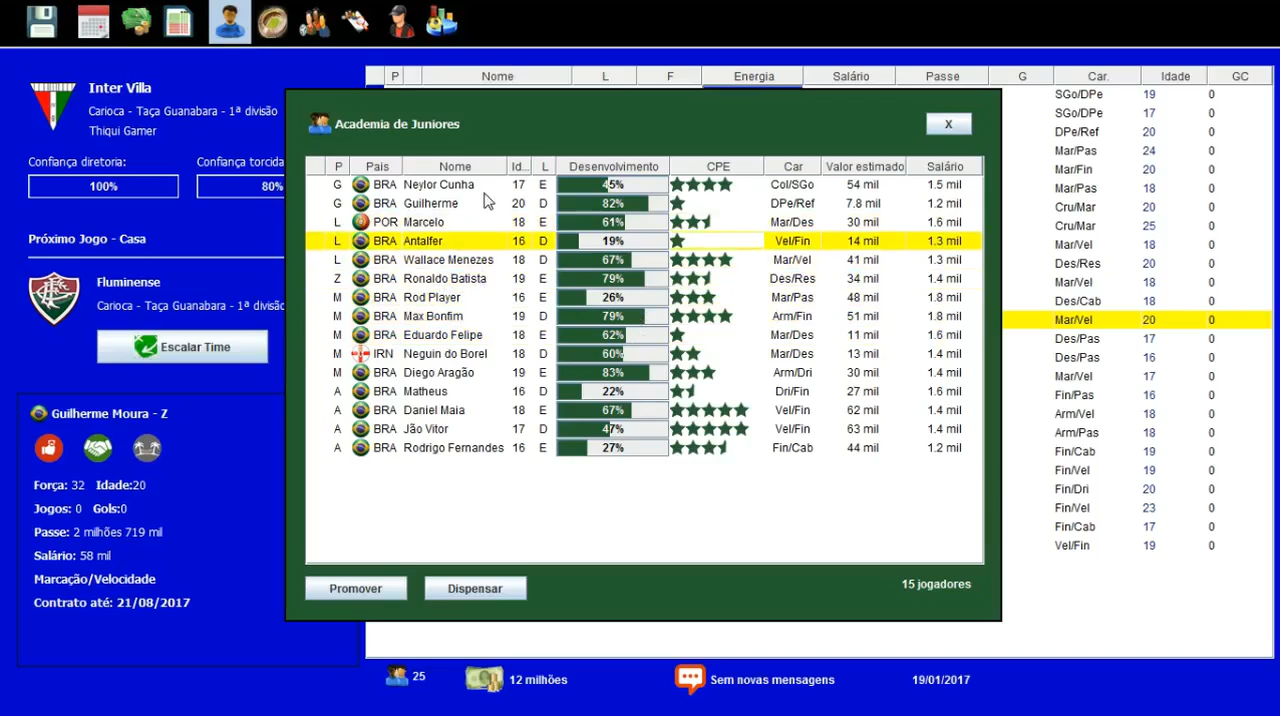 P Nome L F Energia Salário Passe G Car. Idade GC
Inter Villa
Carioca - Taça Guanabara - 1ª divisão
Thiqui Gamer
Confiança diretoria: Confiança torcida
100% 80%
Próximo Jogo - Casa
Fluminense
Carioca - Taça Guanabara - 1ª divisão
Escalar Time
Guilherme Moura - Z
Força: 32 Idade:20
Jogos: 0 Gols:0
Passe: 2 milhões 719 mil
Salário: 58 mil
Marcação/Velocidade
Contrato até: 21/08/2017
Academia de Juniores X
P Pais Nome Id... L Desenvolvimento CPE Car Valor estimado Salário
G BRA Neylor Cunha 17 E 45% Col/SGo 54 mil 1.5 mil
G BRA Guilherme 20 D 82% DPe/Ref 7.8 mil 1.2 mil
L POR Marcelo 18 E 61% Mar/Des 30 mil 1.6 mil
L BRA Antalfer 16 D 19% Vel/Fin 14 mil 1.3 mil
L BRA Wallace Menezes 18 D 67% Mar/Vel 41 mil 1.3 mil
Z BRA Ronaldo Batista 19 E 79% Des/Res 34 mil 1.4 mil
M BRA Rod Player 16 E 26% Mar/Pas 48 mil 1.8 mil
M BRA Max Bonfim 19 D 79% Arm/Fin 51 mil 1.8 mil
M BRA Eduardo Felipe 18 E 62% Mar/Des 11 mil 1.6 mil
M IRN Neguin do Borel 18 D 60% Mar/Des 13 mil 1.4 mil
M BRA Diego Aragão 19 E 83% Arm/Dri 30 mil 1.4 mil
A BRA Matheus 16 D 22% Dri/Fin 27 mil 1.6 mil
A BRA Daniel Maia 18 E 67% Vel/Fin 62 mil 1.4 mil
A BRA Jão Vitor 17 D 47% Vel/Fin 63 mil 1.4 mil
A BRA Rodrigo Fernandes 16 E 27% Fin/Cab 44 mil 1.2 mil
Promover Dispensar 15 jogadores
SGo/DPe 19 0
SGo/DPe 17 0
DPe/Ref 20 0
Mar/Pas 24 0
Mar/Fin 20 0
Mar/Pas 18 0
Cru/Mar 20 0
Cru/Mar 25 0
Mar/Vel 18 0
Des/Res 20 0
Mar/Vel 18 0
Des/Cab 18 0
Mar/Vel 20 0
Des/Pas 17 0
Des/Pas 16 0
Mar/Vel 17 0
Fin/Pas 16 0
Arm/Vel 18 0
Arm/Pas 18 0
Fin/Cab 19 0
Fin/Vel 19 0
Fin/Dri 20 0
Fin/Vel 23 0
Fin/Cab 17 0
Vel/Fin 19 0
25 12 milhões Sem novas mensagens 19/01/2017